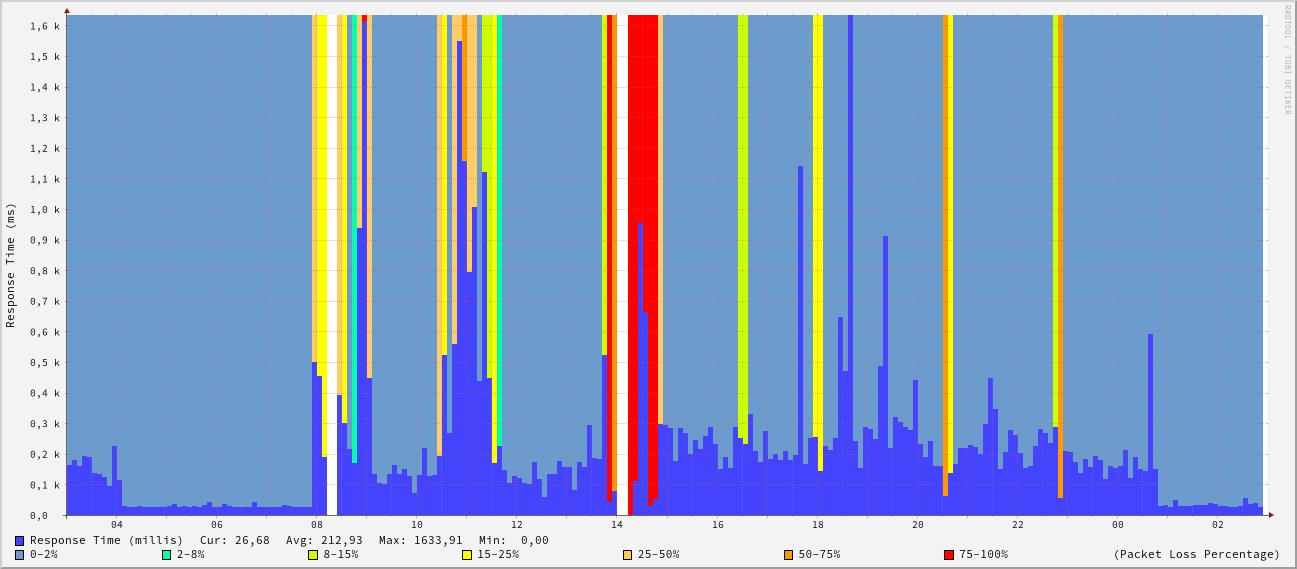 RRDTOOL / TOBI OETIKER
Response Time (ms)
1,6 k
1,5 k
1,4 k
1,3 k
1,2 k
1,1 k
1,0 k
0,9 k
0,8 k
0,7 k
0,6 k
0,5 k
0,4 k
0,3 k
0,2 k
0,1 k
0,0
04 06 08 10 12 14 16 18 20 22 00 02
Response Time (millis) Cur: 26,68 Avg: 212,93 Max: 1633,91 Min: 0,00
0-2% 2-8% 8-15% 15-25% 25-50% 50-75% 75-100% (Packet Loss Percentage)